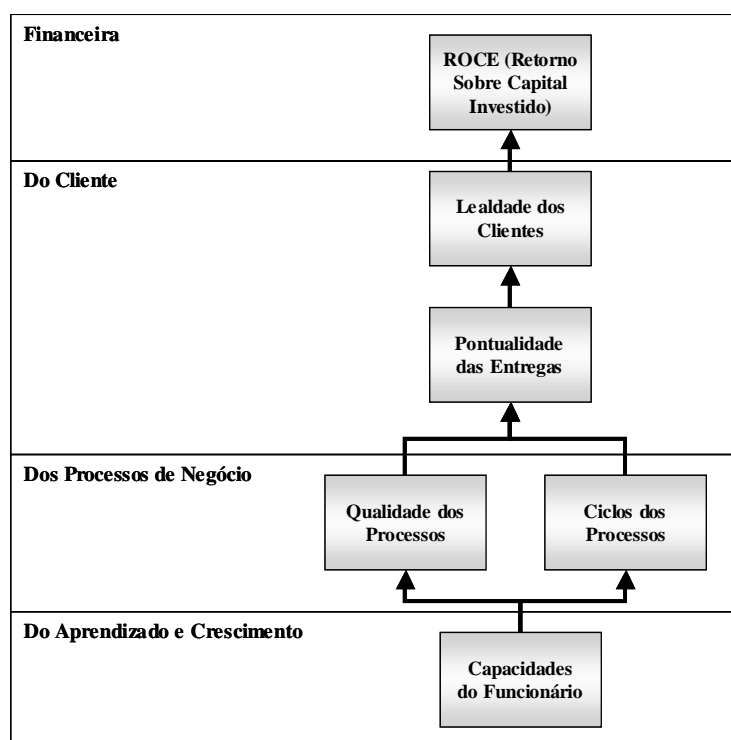 Financeira
ROCE (Retorno
Sobre Capital
Investido)
Do Cliente
Lealdade dos
Clientes
Pontualidade
das Entregas
Dos Processos de Negócio
Qualidade dos
Processos
Ciclos dos
Processos
Do Aprendizado e Crescimento
Capacidades
do Funcionário